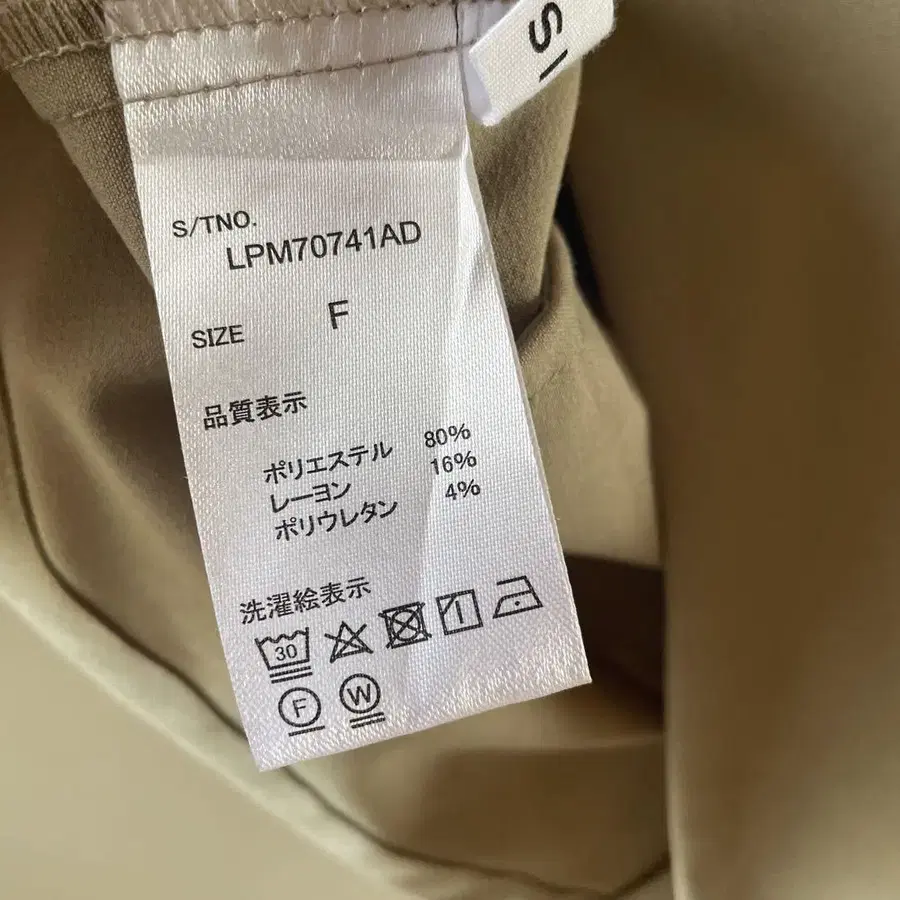 S/TNO.
LPM70741AD
SIZE F
品質表示
ポリエステル 80%
レーヨン 16%
ポリウレタン 4%
洗濯絵表示
30
F W